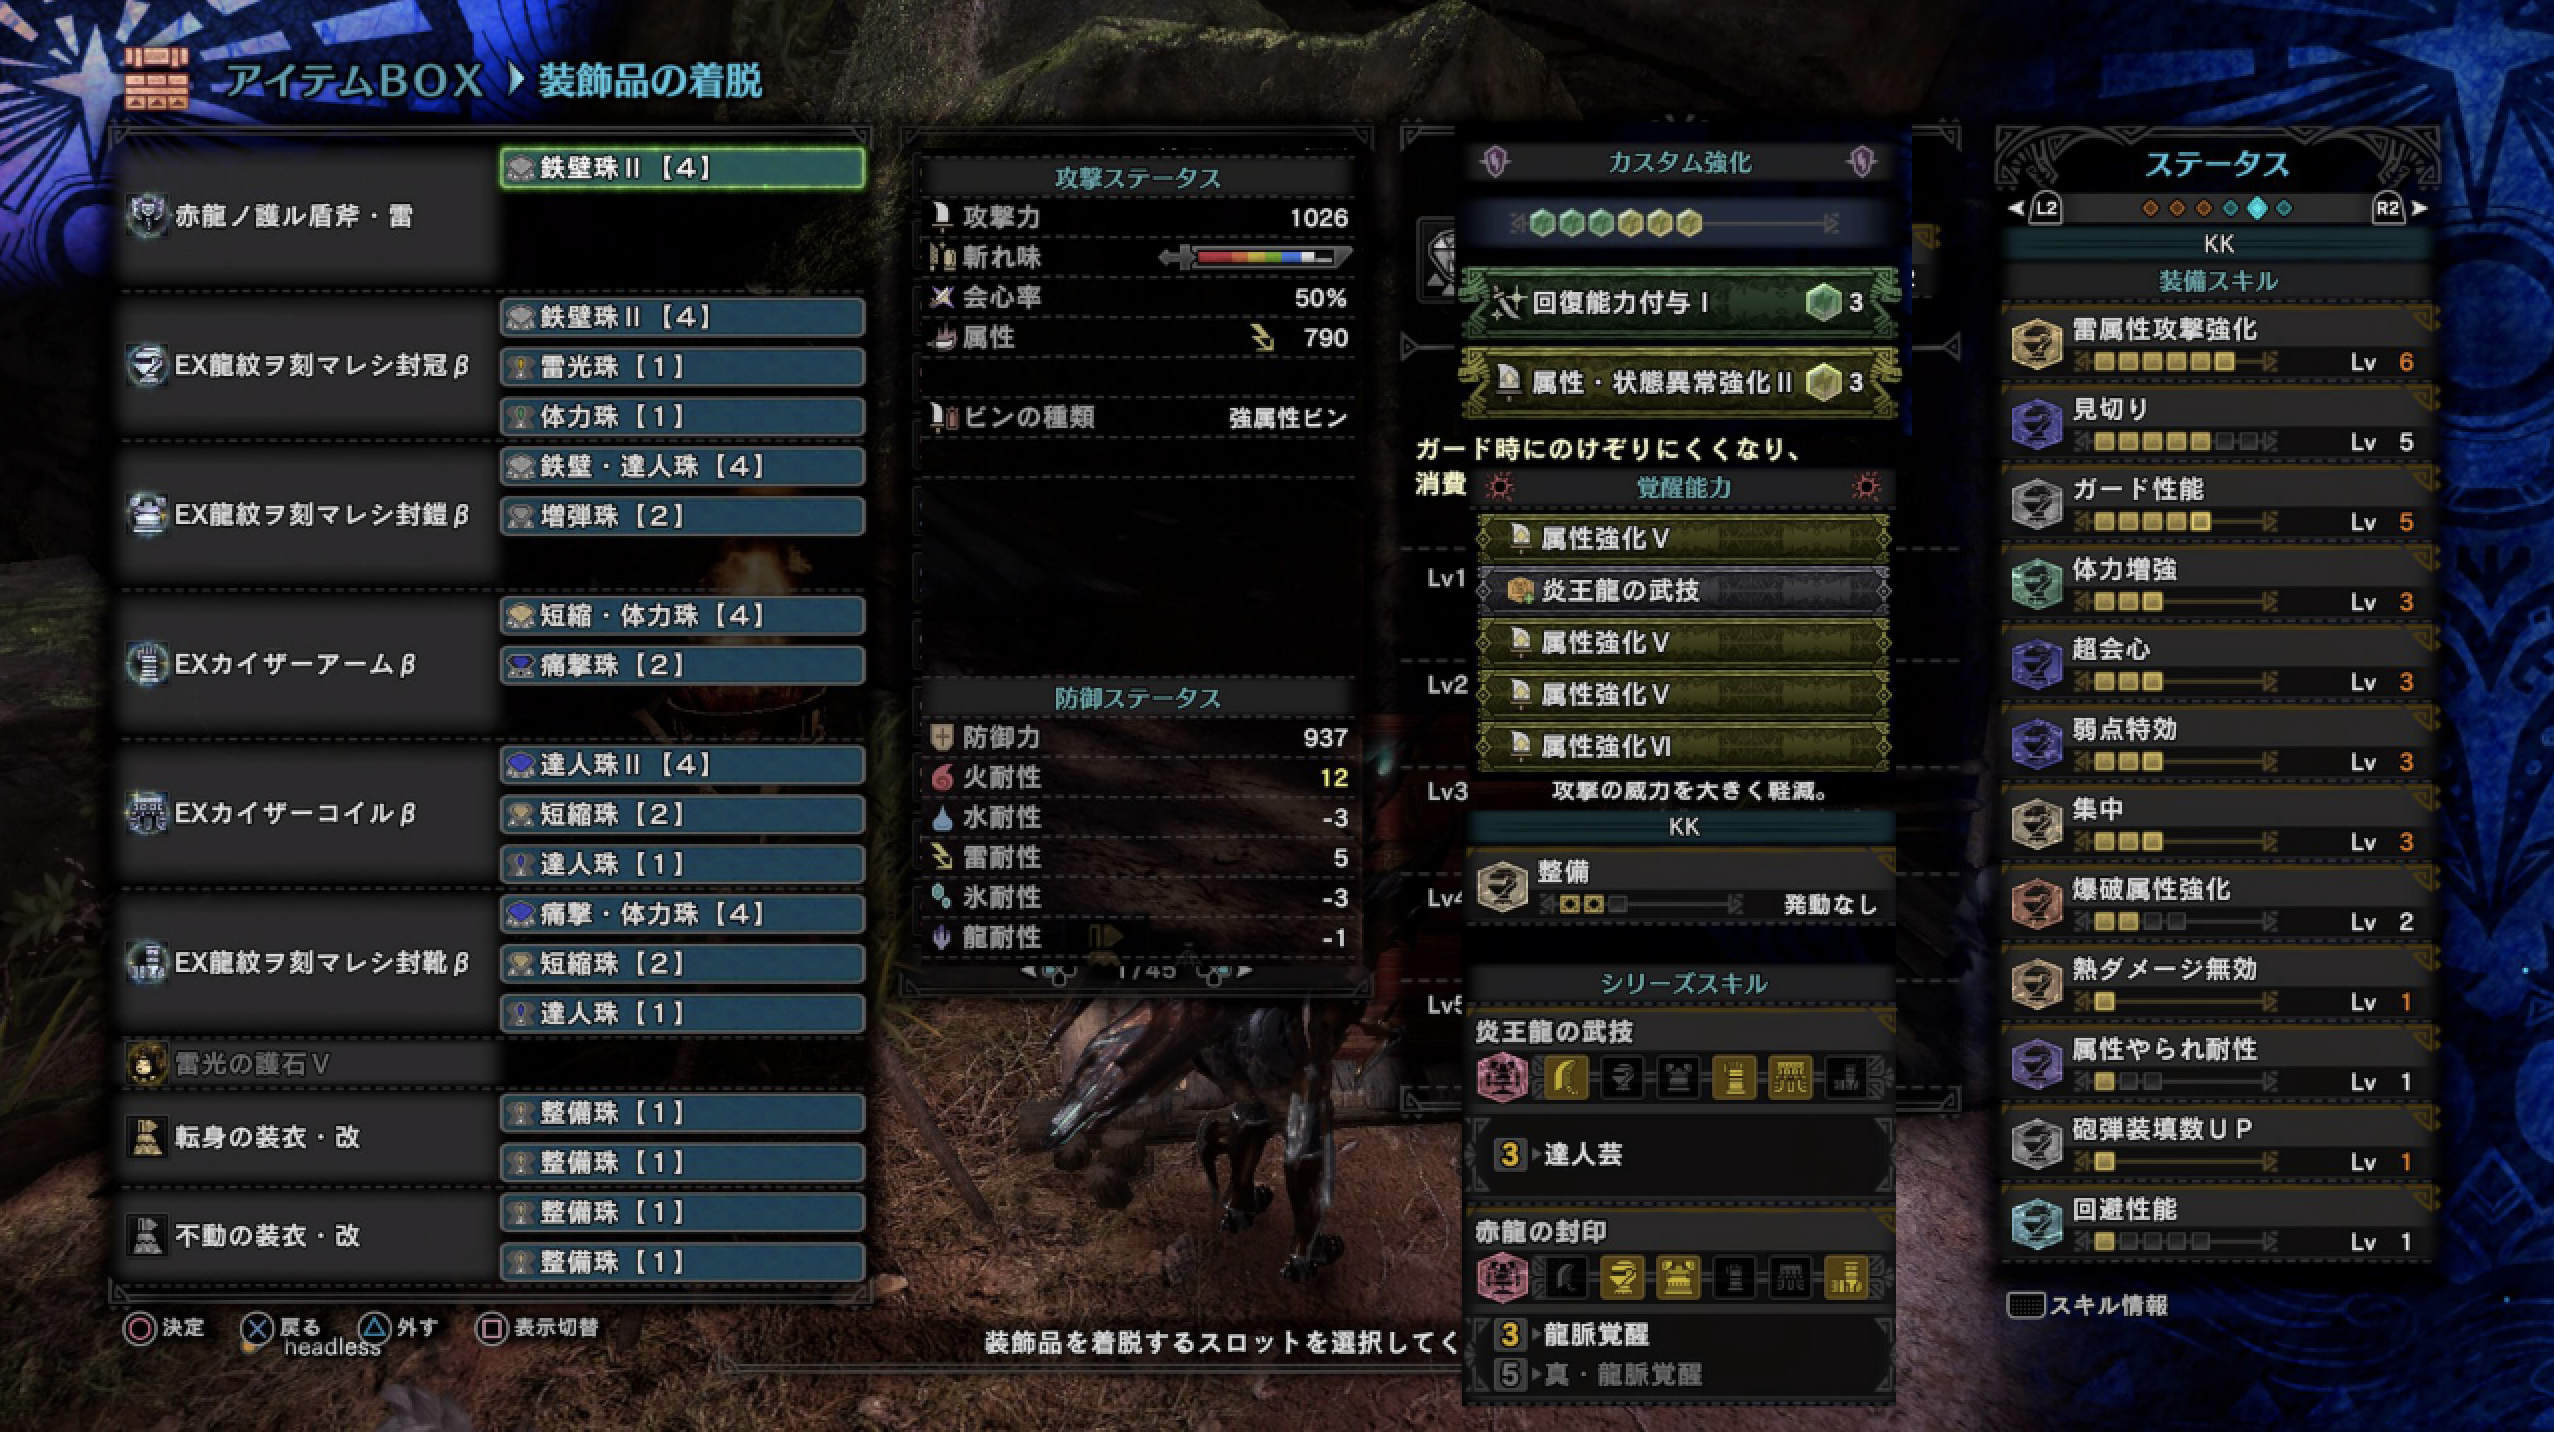 アイテムBOX 装飾品の着脱
赤龍ノ護ル盾斧・雷
鉄壁珠Ⅱ【4】
EX龍紋ヲ刻マレシ封冠β
鉄壁珠Ⅱ【4】
雷光珠【1】
体力珠【1】
EX龍紋ヲ刻マレシ封鎧β
鉄壁・達人珠【4】
増弾珠【2】
EXカイザーアームβ
短縮・体力珠【4】
痛撃珠【2】
EXカイザーコイルβ
達人珠Ⅱ【4】
短縮珠【2】
達人珠【1】
EX龍紋ヲ刻マレシ封靴β
痛撃・体力珠【4】
短縮珠【2】
達人珠【1】
雷光の護石Ⅴ
転身の装衣・改
整備珠【1】
整備珠【1】
不動の装衣・改
整備珠【1】
整備珠【1】
決定 戻る 外す 表示切替
headless
攻撃ステータス
攻撃力 1026
斬れ味
会心率 50%
属性 790
ビンの種類 強属性ビン
防御ステータス
防御力 937
火耐性 12
水耐性 -3
雷耐性 5
氷耐性 -3
龍耐性 -1
1/45
カスタム強化
回復能力付与Ⅰ 3
属性・状態異常強化Ⅱ 3
ガード時にのけぞりにくくなり、
消費
覚醒能力
属性強化Ⅴ
Lv1
炎王龍の武技
属性強化Ⅴ
Lv2
属性強化Ⅴ
属性強化Ⅵ
Lv3
攻撃の威力を大きく軽減。
KK
整備
発動なし
シリーズスキル
炎王龍の武技
3 達人芸
赤龍の封印
3 龍脈覚醒
5 真・龍脈覚醒
装飾品を着脱するスロットを選択してく
ステータス
L2 R2
KK
装備スキル
雷属性攻撃強化
Lv 6
見切り
Lv 5
ガード性能
Lv 5
体力増強
Lv 3
超会心
Lv 3
弱点特効
Lv 3
集中
Lv 3
爆破属性強化
Lv 2
熱ダメージ無効
Lv 1
属性やられ耐性
Lv 1
砲弾装填数UP
Lv 1
回避性能
Lv 1
スキル情報